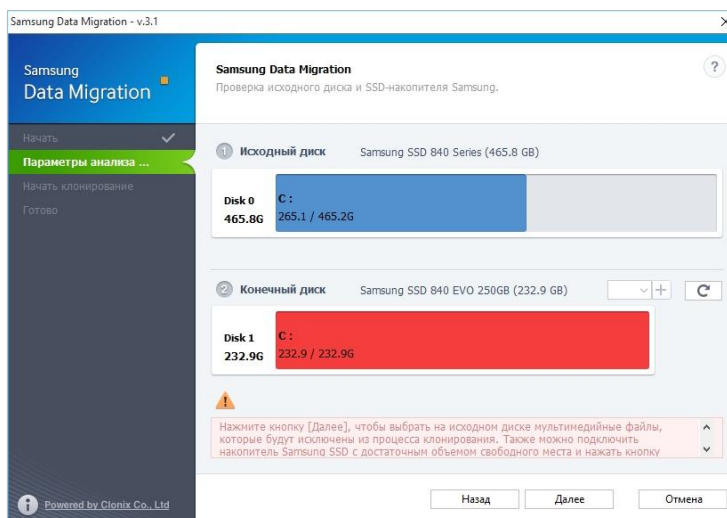 Samsung Data Migration - v.3.1
Samsung
Data Migration
Samsung Data Migration
Проверка исходного диска и SSD-накопителя Samsung.
?
Начать
Параметры анализа ...
Начать клонирование
Готово
1 Исходный диск Samsung SSD 840 Series (465.8 GB)
Disk 0
465.8G
C :
265.1 / 465.2G
2 Конечный диск Samsung SSD 840 EVO 250GB (232.9 GB)
Disk 1
232.9G
C :
232.9 / 232.9G
Нажмите кнопку [Далее], чтобы выбрать на исходном диске мультимедийные файлы,
которые будут исключены из процесса клонирования. Также можно подключить
накопитель Samsung SSD с достаточным объемом свободного места и нажать кнопку
Powered by Clonix Co., Ltd
Назад
Далее
Отмена